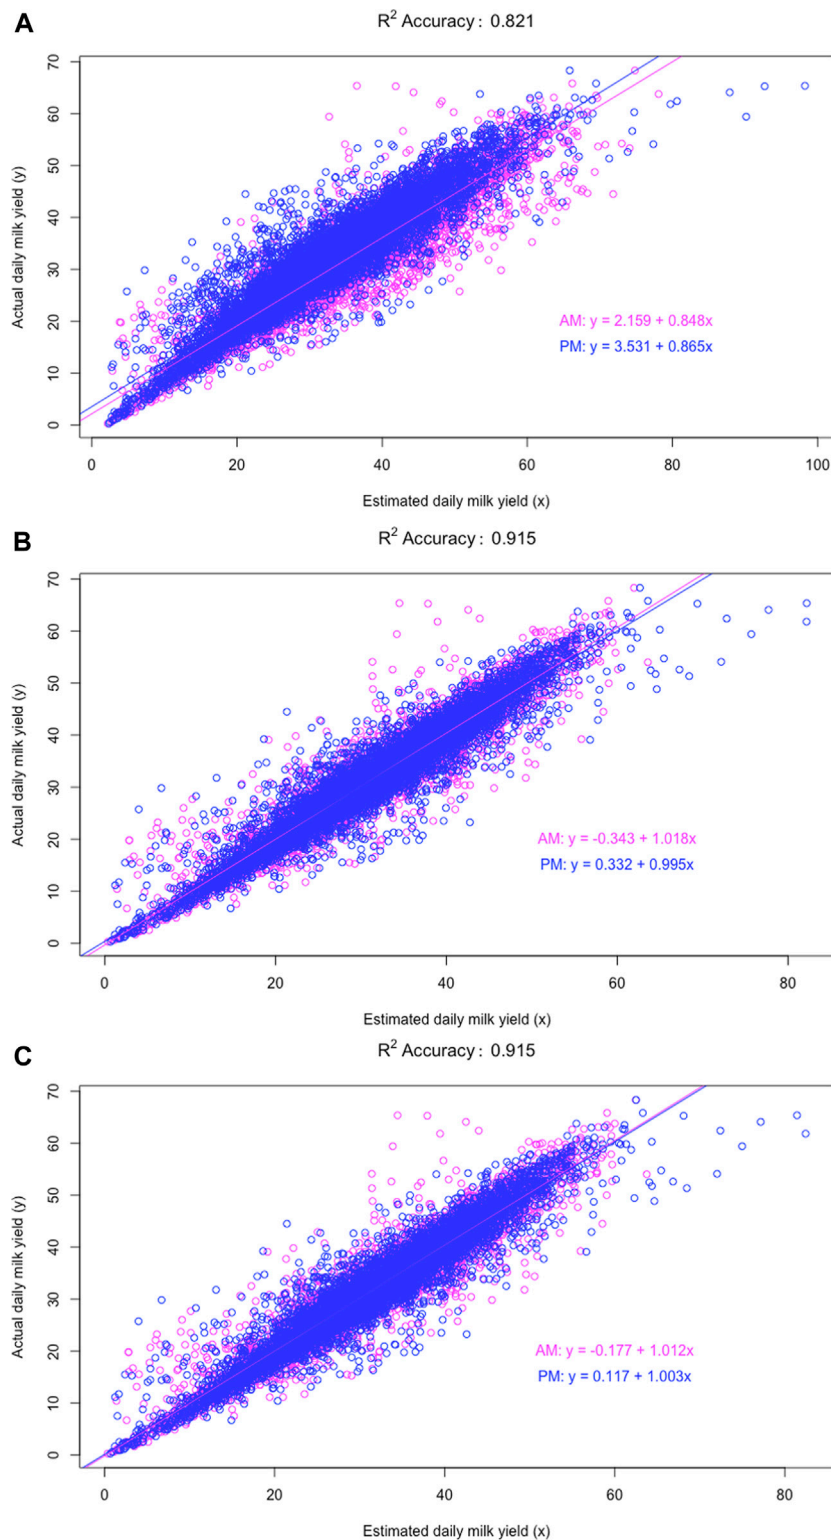 A
R2 Accuracy : 0.821
70
60
50
40
30
20
10
0
Actual daily milk yield (y)
AM: y = 2.159 + 0.848x
PM: y = 3.531 + 0.865x
0 20 40 60 80 100
Estimated daily milk yield (x)
B
R2 Accuracy : 0.915
70
60
50
40
30
20
10
0
Actual daily milk yield (y)
AM: y = -0.343 + 1.018x
PM: y = 0.332 + 0.995x
0 20 40 60 80
Estimated daily milk yield (x)
C
R2 Accuracy : 0.915
70
60
50
40
30
20
10
0
Actual daily milk yield (y)
AM: y = -0.177 + 1.012x
PM: y = 0.117 + 1.003x
0 20 40 60 80
Estimated daily milk yield (x)